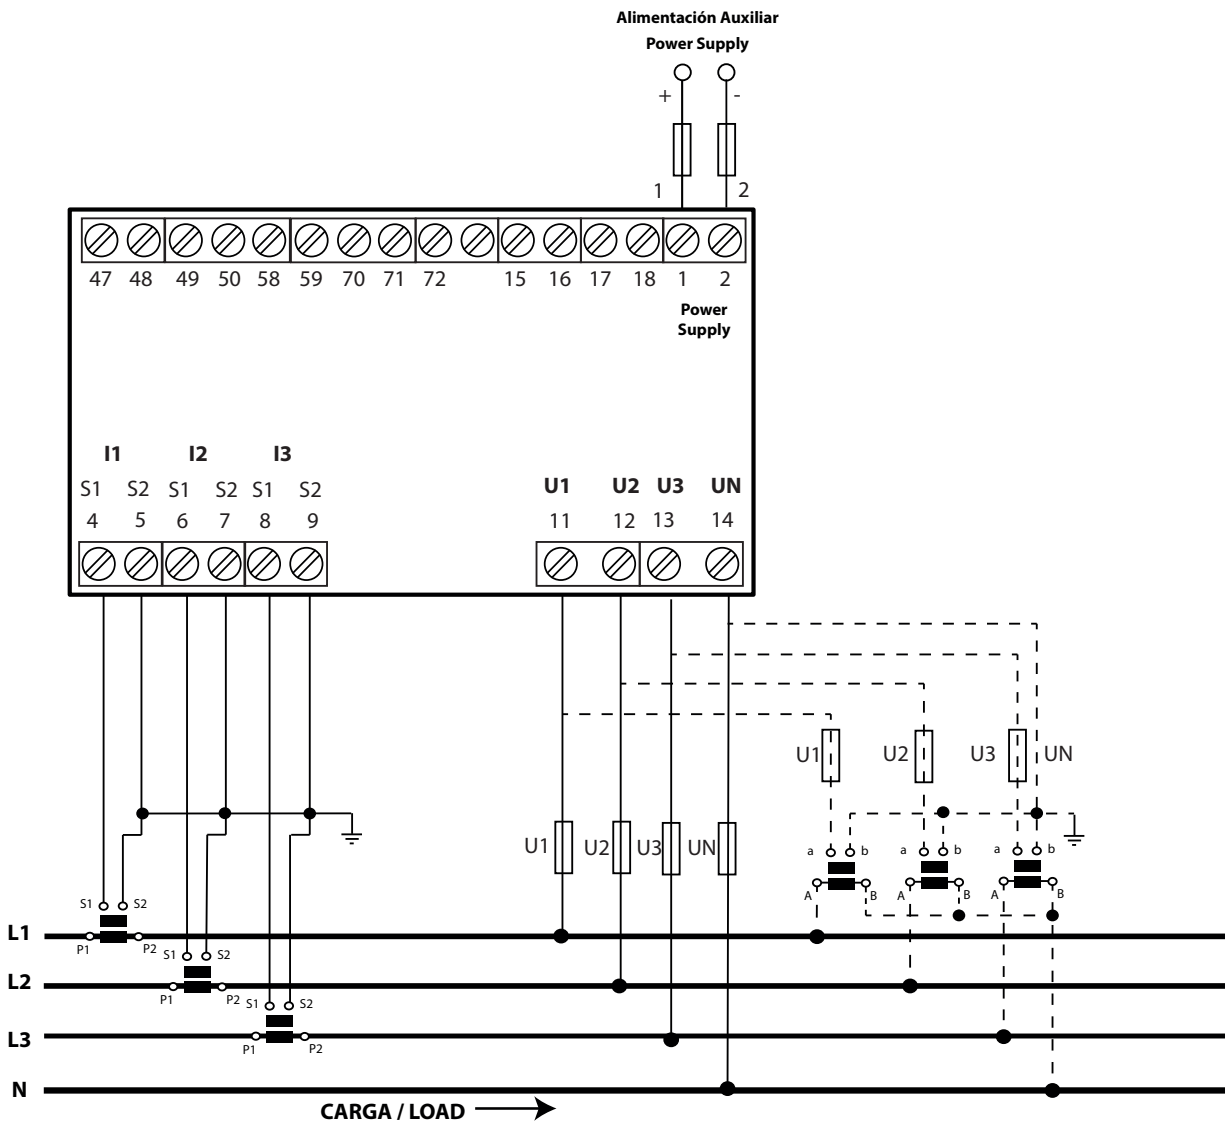 Alimentación Auxiliar
Power Supply
+ -
1 2
47 48 49 50 58 59 70 71 72 15 16 17 18 1 2
Power
Supply
I1 I2 I3
S1 S2 S1 S2 S1 S2
4 5 6 7 8 9
U1 U2 U3 UN
11 12 13 14
U1 U2 U3 UN
U1 U2 U3 UN
a b a b a b
A B A B A B
S1 S2
L1 P1 P2
S1 S2
L2 P1 P2
S1 S2
L3 P1 P2
N
CARGA / LOAD